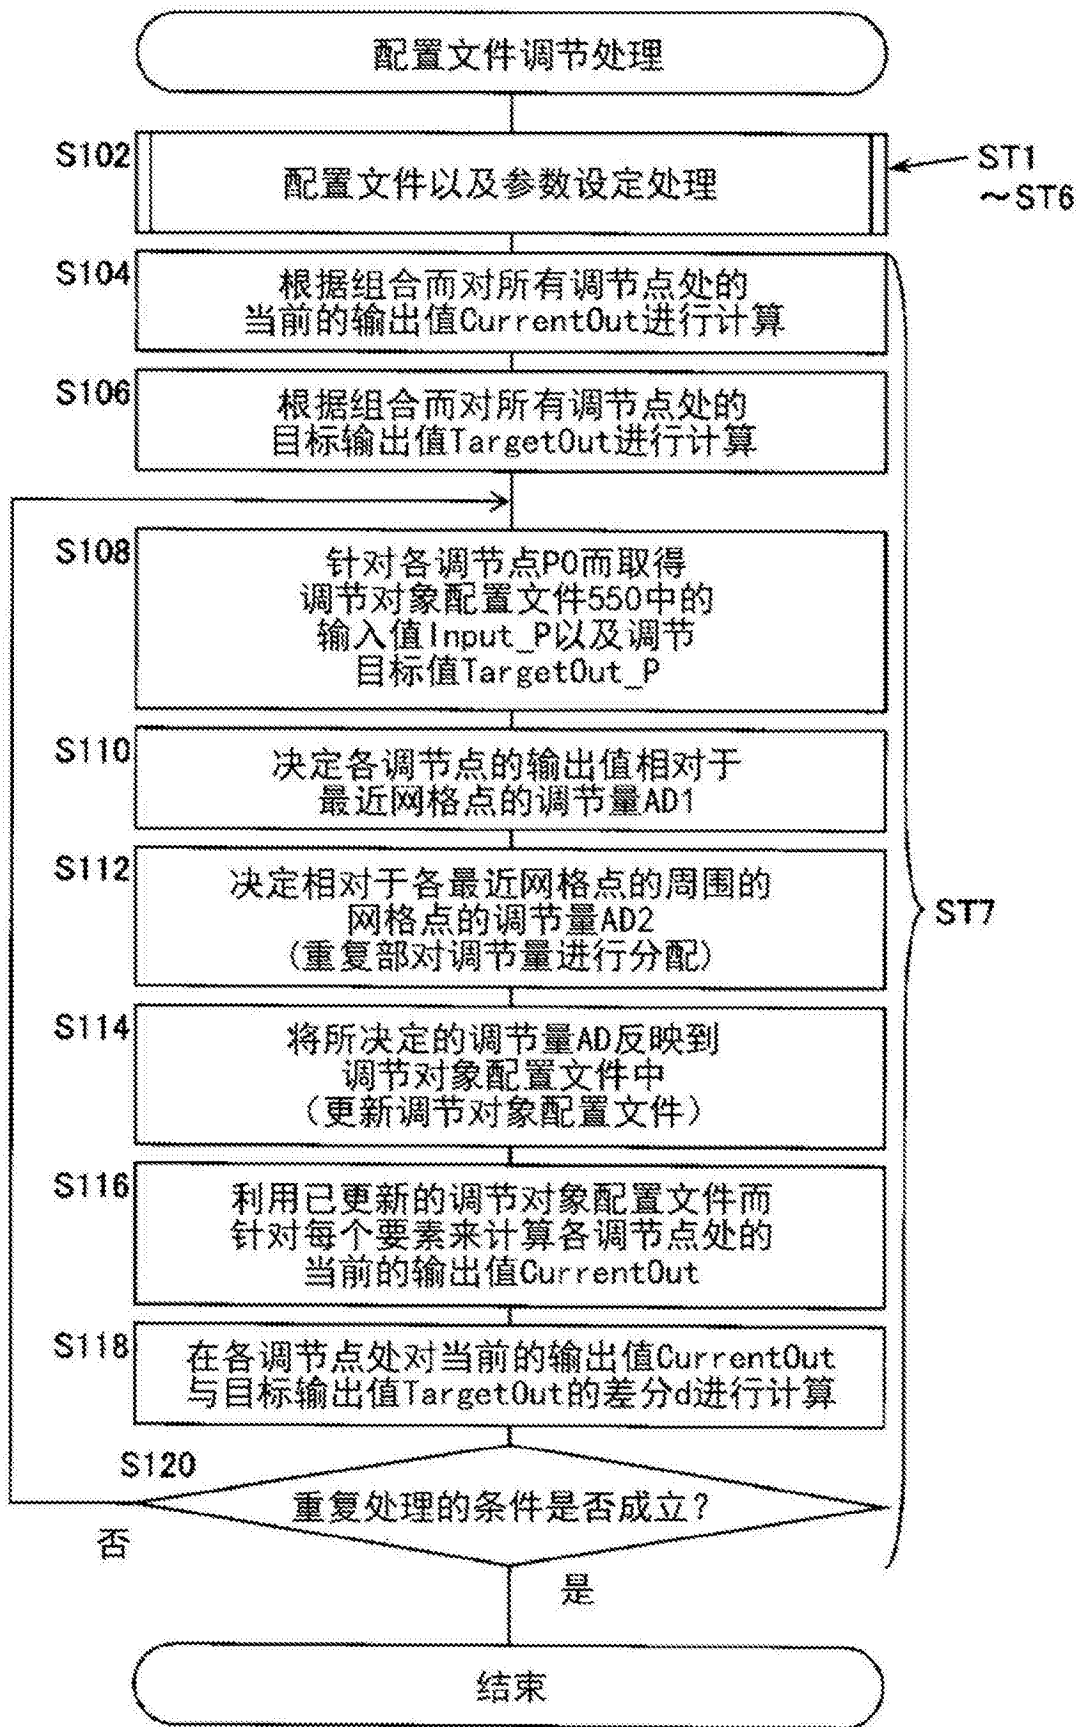 配置文件调节处理
S102
配置文件以及参数设定处理
ST1
～ST6
S104
根据组合而对所有调节点处的
当前的输出值CurrentOut进行计算
S106
根据组合而对所有调节点处的
目标输出值TargetOut进行计算
S108
针对各调节点P0而取得
调节对象配置文件550中的
输入值Input_P以及调节
目标值TargetOut_P
S110
决定各调节点的输出值相对于
最近网格点的调节量AD1
S112
决定相对于各最近网格点的周围的
网格点的调节量AD2
(重复部对调节量进行分配)
ST7
S114
将所决定的调节量AD反映到
调节对象配置文件中
（更新调节对象配置文件）
S116
利用已更新的调节对象配置文件而
针对每个要素来计算各调节点处的
当前的输出值CurrentOut
S118
在各调节点处对当前的输出值CurrentOut
与目标输出值TargetOut的差分d进行计算
S120
重复处理的条件是否成立?
否
是
结束